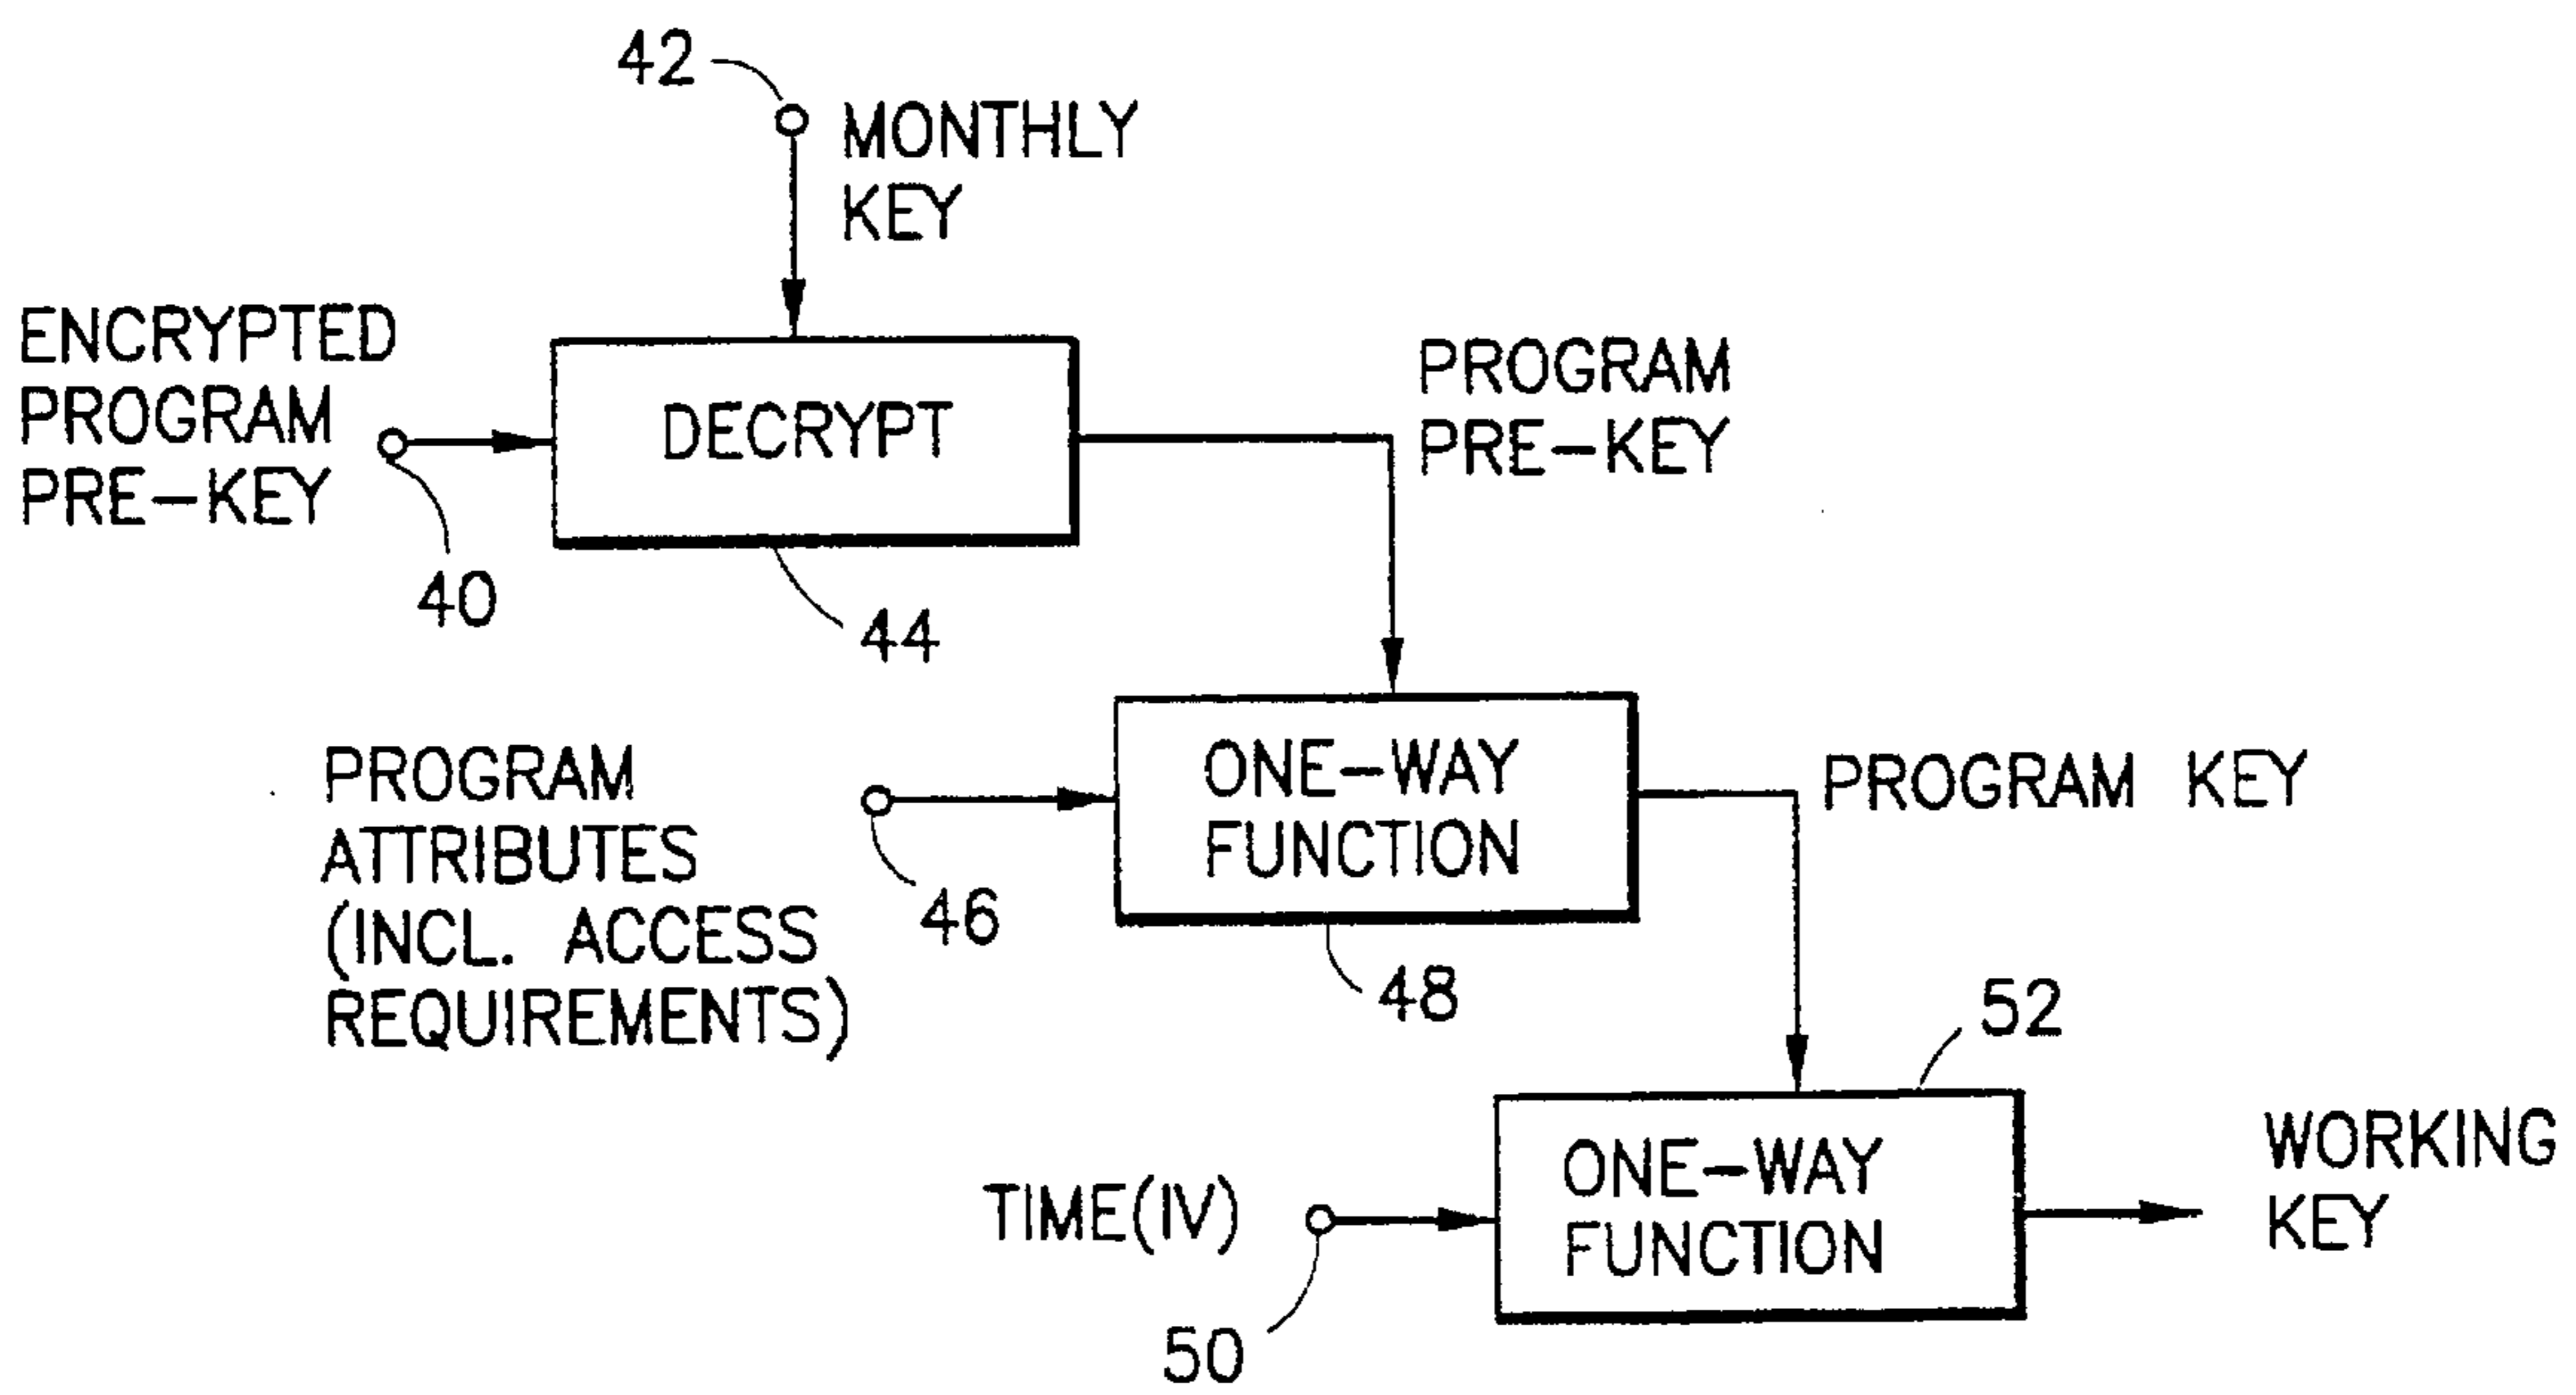 42
MONTHLY
KEY
ENCRYPTED
PROGRAM
PRE-KEY
40
DECRYPT
44
PROGRAM
PRE-KEY
PROGRAM
ATTRIBUTES
(INCL. ACCESS
REQUIREMENTS)
46
ONE-WAY
FUNCTION
48
PROGRAM KEY
52
TIME(IV)
50
ONE-WAY
FUNCTION
WORKING
KEY